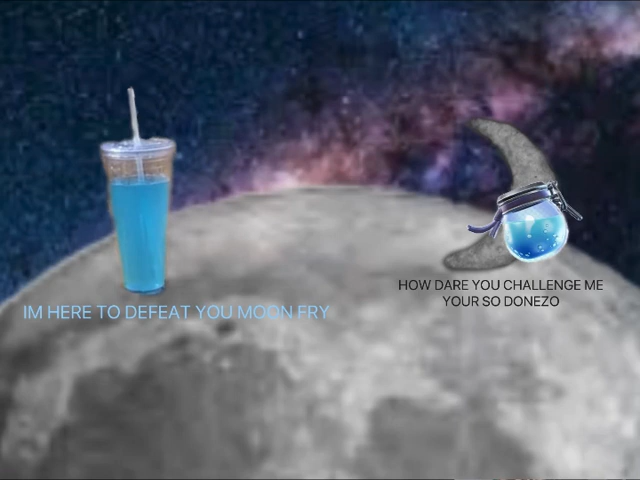 IM HERE TO DEFEAT YOU MOON FRY
HOW DARE YOU CHALLENGE ME
YOUR SO DONEZO